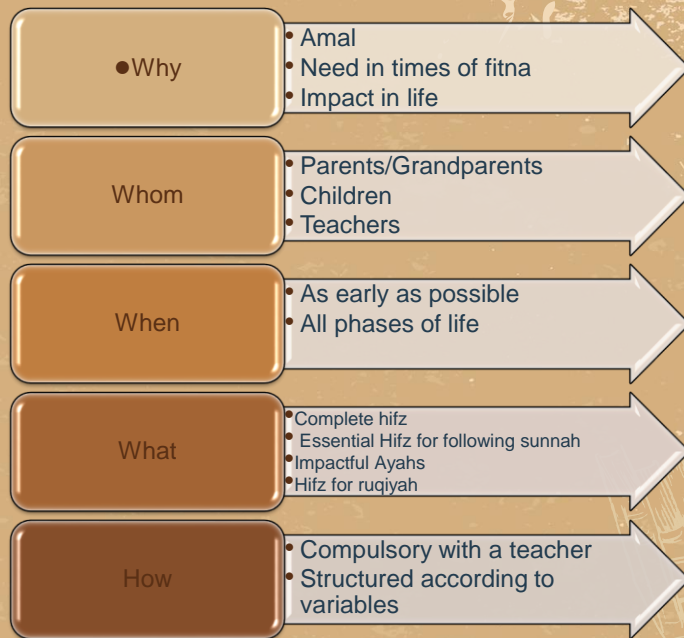 •Why
• Amal
• Need in times of fitna
• Impact in life
Whom
• Parents/Grandparents
• Children
• Teachers
When
• As early as possible
• All phases of life
What
•Complete hifz
• Essential Hifz for following sunnah
•Impactful Ayahs
•Hifz for ruqiyah
How
• Compulsory with a teacher
• Structured according to
variables